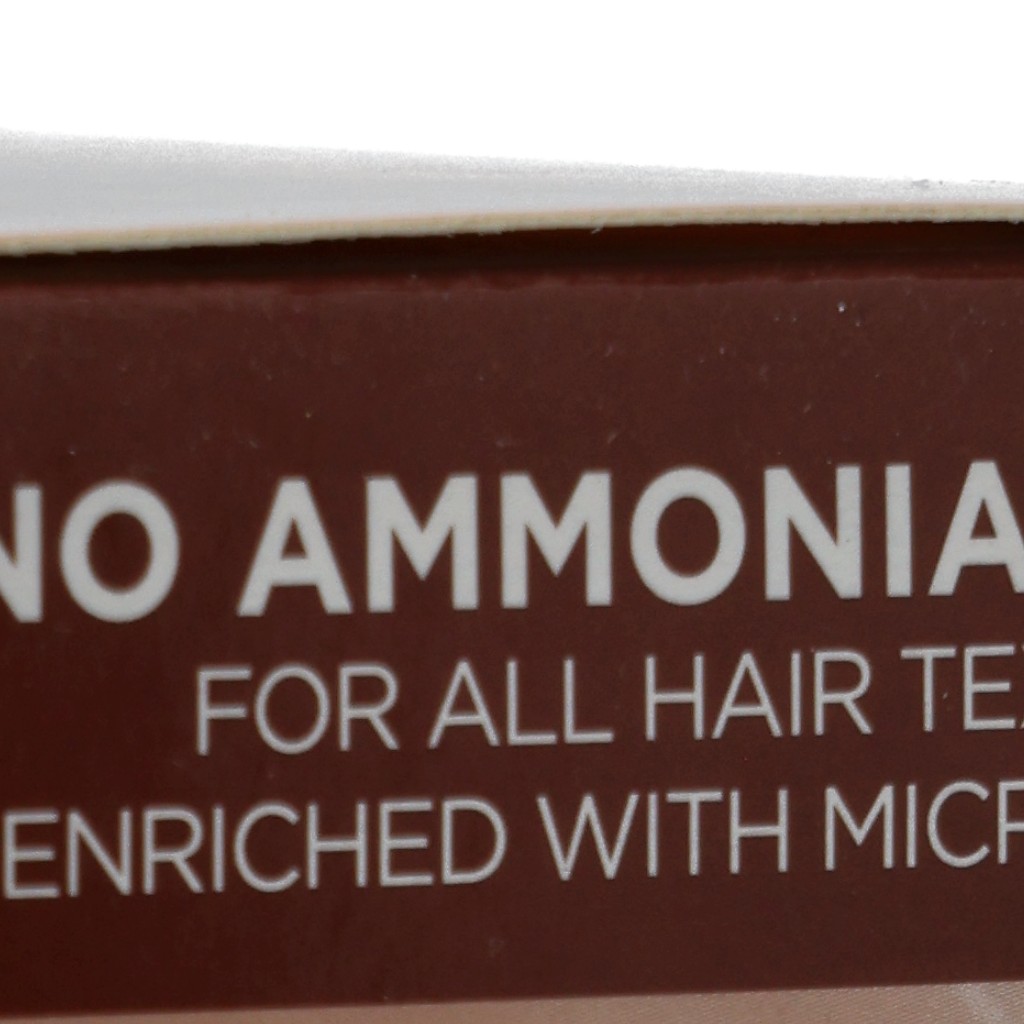 NO AMMONIA
FOR ALL HAIR
ENRICHED WITH